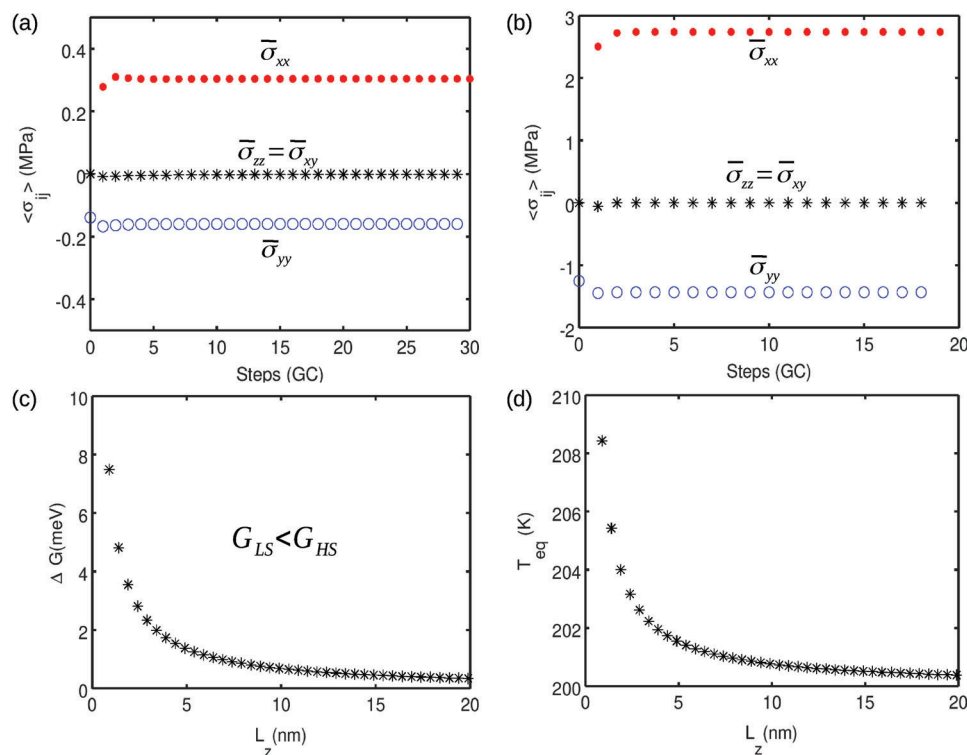 (a)
0.4
0.2
0
-0.2
-0.4
<σij> (MPa)
σ̅xx
σ̅zz=σ̅xy
σ̅yy
0 5 10 15 20 25 30
Steps (GC)
(b)
3
2
1
0
-1
-2
<σij> (MPa)
σ̅xx
σ̅zz=σ̅xy
σ̅yy
0 5 10 15 20
Steps (GC)
(c)
10
8
6
4
2
0
Δ G(meV)
GLS<GHS
0 5 10 15 20
Lz (nm)
(d)
210
208
206
204
202
200
Teq (K)
0 5 10 15 20
Lz (nm)